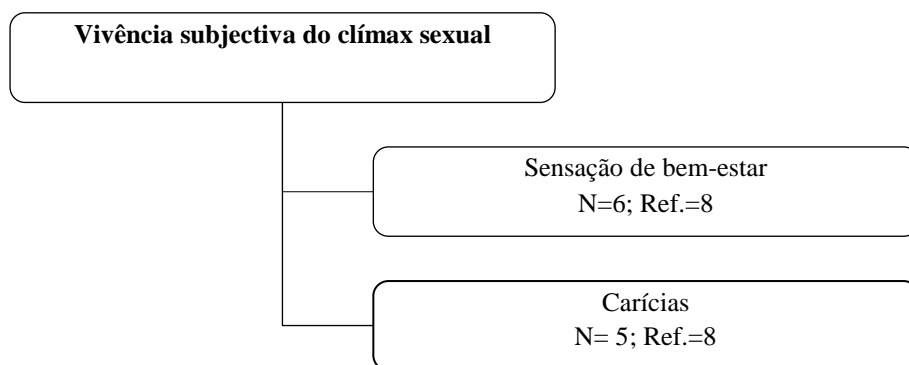 Vivência subjectiva do clímax sexual
Sensação de bem-estar
N=6; Ref.=8
Carícias
N= 5; Ref.=8